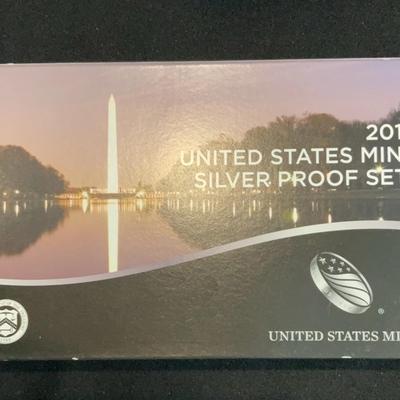 201
UNITED STATES MIN
SILVER PROOF SET
®
UNITED STATES MI